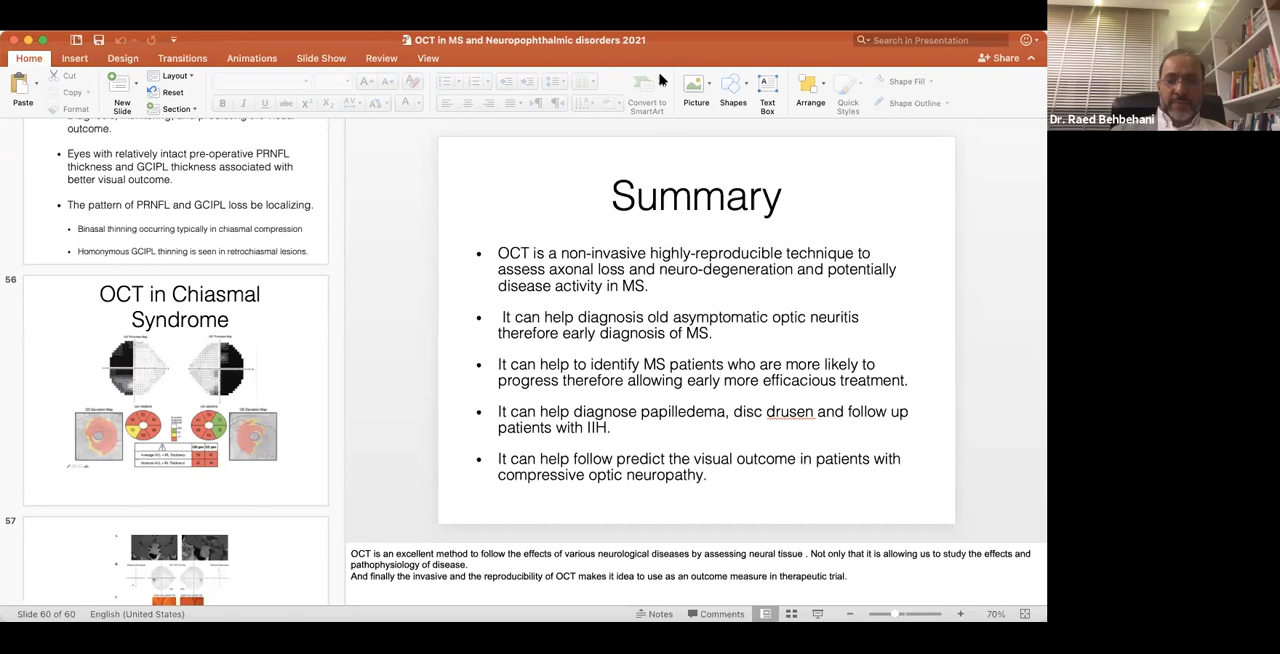 OCT in MS and Neuropophthalmic disorders 2021
Search in Presentation
Home
Insert
Design
Transitions
Animations
Slide Show
Review
View
Share
Paste
Cut
Copy
Format
New
Slide
Layout
Reset
Section
Convert to
SmartArt
Picture
Shapes
Text
Box
Arrange
Quick
Styles
Shape Fill
Shape Outline
Dr. Raed Behbehani
outcome.
• Eyes with relatively intact pre-operative PRNFL
thickness and GCIPL thickness associated with
better visual outcome.
• The pattern of PRNFL and GCIPL loss be localizing.
• Binasal thinning occurring typically in chiasmal compression
• Homonymous GCIPL thinning is seen in retrochiasmal lesions.
56
OCT in Chiasmal
Syndrome
57
Summary
• OCT is a non-invasive highly-reproducible technique to
assess axonal loss and neuro-degeneration and potentially
disease activity in MS.
• It can help diagnosis old asymptomatic optic neuritis
therefore early diagnosis of MS.
• It can help to identify MS patients who are more likely to
progress therefore allowing early more efficacious treatment.
• It can help diagnose papilledema, disc drusen and follow up
patients with IIH.
• It can help follow predict the visual outcome in patients with
compressive optic neuropathy.
OCT is an excellent method to follow the effects of various neurological diseases by assessing neural tissue . Not only that it is allowing us to study the effects and
pathophysiology of disease.
And finally the invasive and the reproducibility of OCT makes it idea to use as an outcome measure in therapeutic trial.
Slide 60 of 60
English (United States)
Notes
Comments
70%